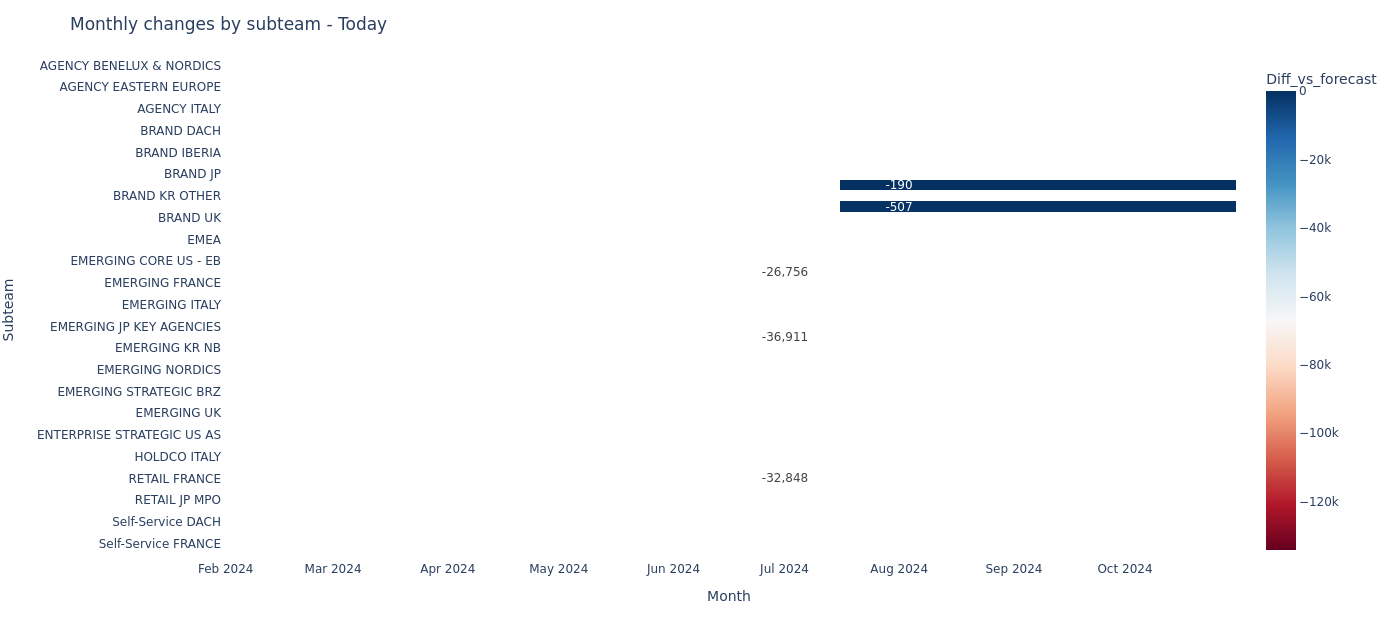 Monthly changes by subteam - Today
AGENCY BENELUX & NORDICS
AGENCY EASTERN EUROPE
AGENCY ITALY
BRAND DACH
BRAND IBERIA
BRAND JP
BRAND KR OTHER
BRAND UK
EMEA
EMERGING CORE US - EB
EMERGING FRANCE
EMERGING ITALY
EMERGING JP KEY AGENCIES
EMERGING KR NB
EMERGING NORDICS
EMERGING STRATEGIC BRZ
EMERGING UK
ENTERPRISE STRATEGIC US AS
HOLDCO ITALY
RETAIL FRANCE
RETAIL JP MPO
Self-Service DACH
Self-Service FRANCE
Subteam
-190
-507
-26,756
-36,911
-32,848
Feb 2024
Mar 2024
Apr 2024
May 2024
Jun 2024
Jul 2024
Aug 2024
Sep 2024
Oct 2024
Month
Diff_vs_forecast
0
−20k
−40k
−60k
−80k
−100k
−120k